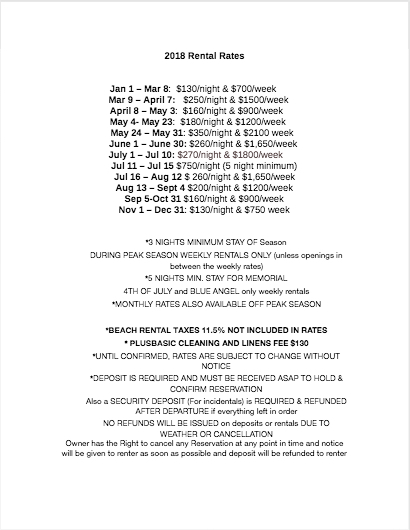 2018 Rental Rates
Jan 1 – Mar 8: $130/night & $700/week
Mar 9 – April 7: $250/night & $1500/week
April 8 – May 3: $160/night & $900/week
May 4- May 23: $180/night & $1200/week
May 24 – May 31: $350/night & $2100 week
June 1 – June 30: $260/night & $1,650/week
July 1 – Jul 10: $270/night & $1800/week
Jul 11 – Jul 15 $750/night (5 night minimum)
Jul 16 – Aug 12 $ 260/night & $1,650/week
Aug 13 – Sept 4 $200/night & $1200/week
Sep 5-Oct 31 $160/night & $900/week
Nov 1 – Dec 31: $130/night & $750 week
*3 NIGHTS MINIMUM STAY OF Season
DURING PEAK SEASON WEEKLY RENTALS ONLY (unless openings in
between the weekly rates)
*5 NIGHTS MIN. STAY FOR MEMORIAL
4TH OF JULY and BLUE ANGEL only weekly rentals
*MONTHLY RATES ALSO AVAILABLE OFF PEAK SEASON
*BEACH RENTAL TAXES 11.5% NOT INCLUDED IN RATES
* PLUSBASIC CLEANING AND LINENS FEE $130
*UNTIL CONFIRMED, RATES ARE SUBJECT TO CHANGE WITHOUT
NOTICE
*DEPOSIT IS REQUIRED AND MUST BE RECEIVED ASAP TO HOLD &
CONFIRM RESERVATION
Also a SECURITY DEPOSIT (For incidentals) is REQUIRED & REFUNDED
AFTER DEPARTURE if everything left in order
NO REFUNDS WILL BE ISSUED on deposits or rentals DUE TO
WEATHER OR CANCELLATION
Owner has the Right to cancel any Reservation at any point in time and notice
will be given to renter as soon as possible and deposit will be refunded to renter